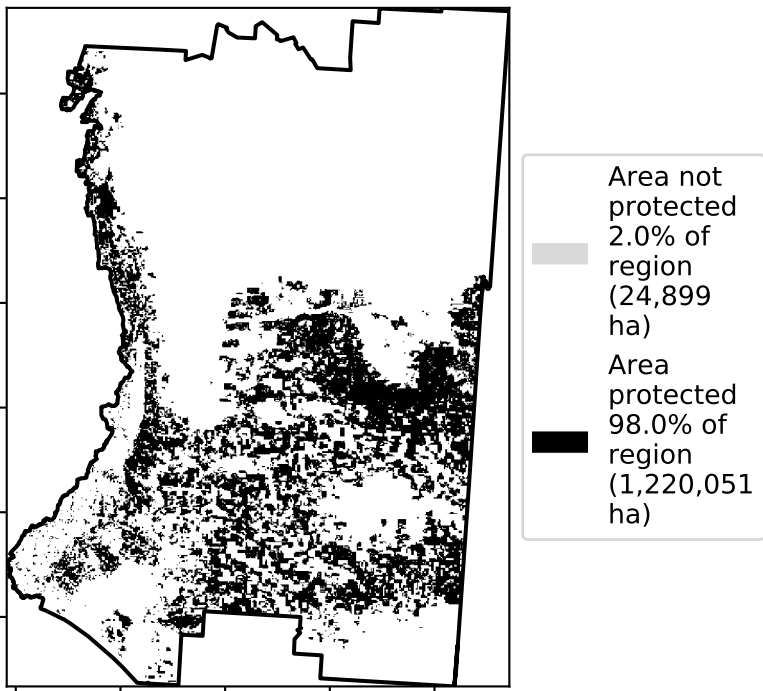 Area not
protected
2.0% of
region
(24,899
ha)
Area
protected
98.0% of
region
(1,220,051
ha)